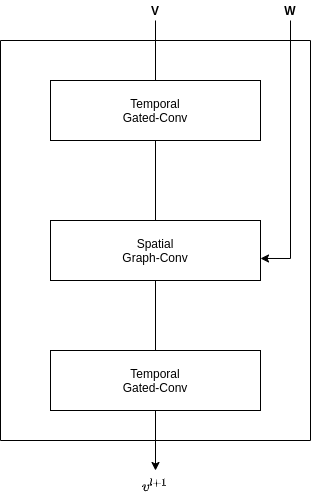 V W
Temporal
Gated-Conv
Spatial
Graph-Conv
Temporal
Gated-Conv
v^{l+1}